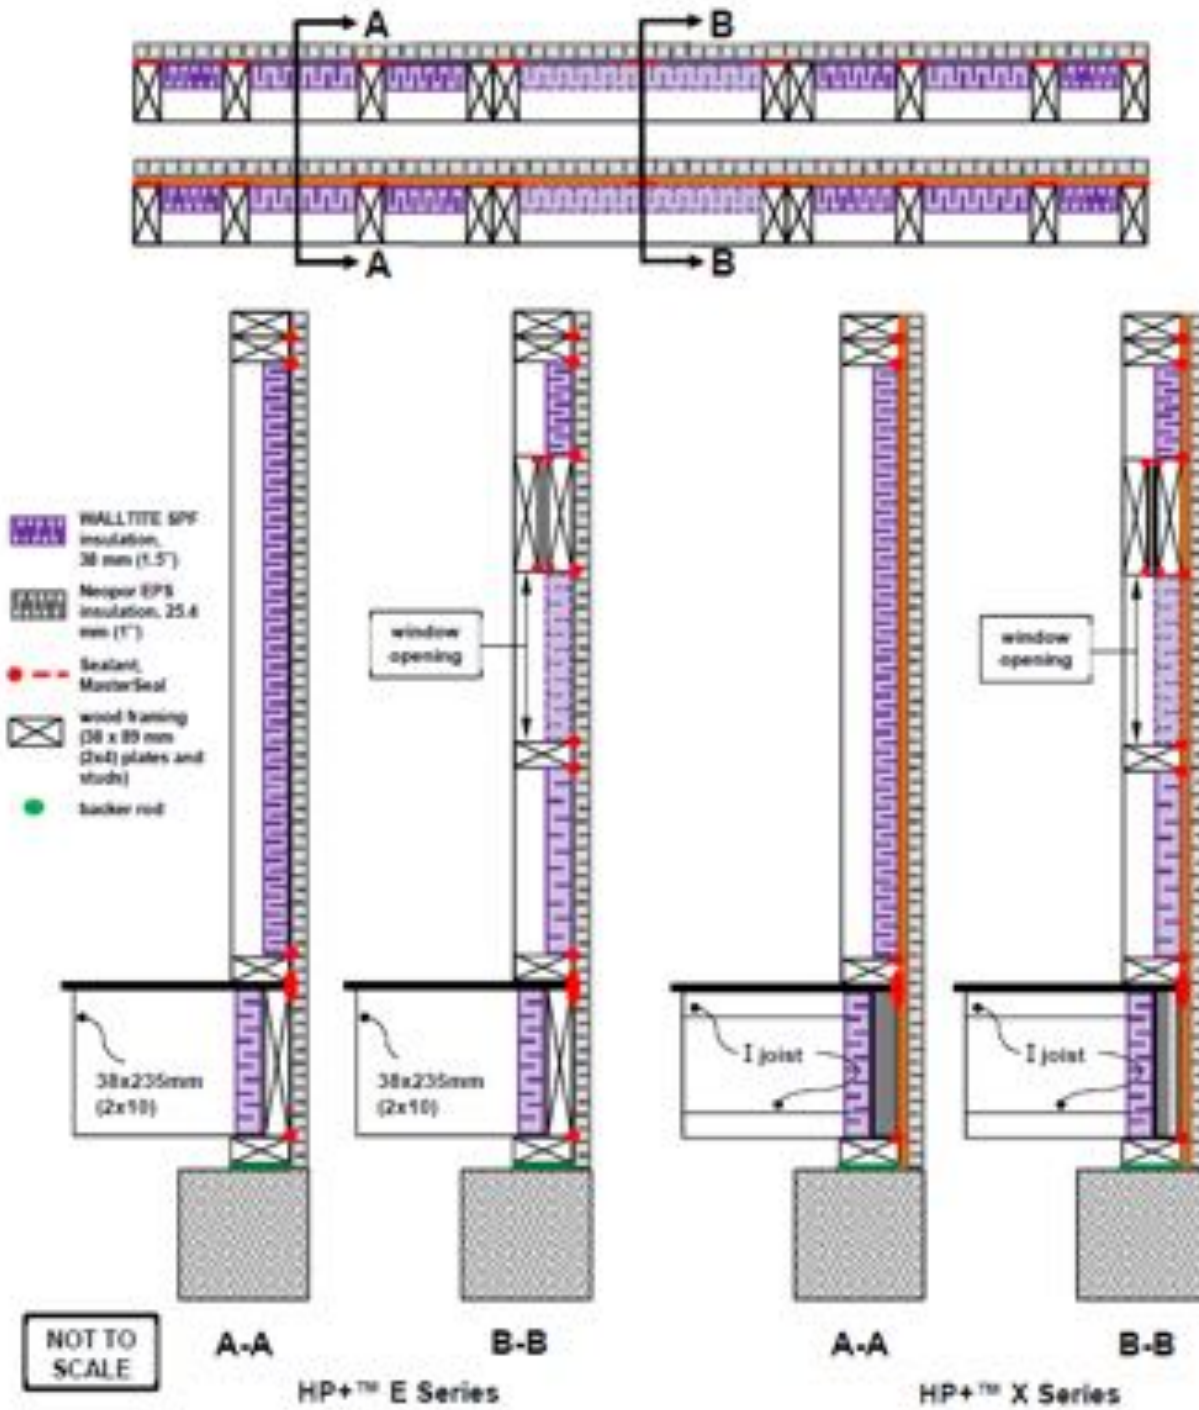 A
B
A
B
WALLTITE SPF
insulation,
38 mm (1.5")
Neopor EPS
insulation, 25.4
mm (1")
Sealant,
MasterSeal
wood framing
(38 x 89 mm
(2x4) plates and
studs)
backer rod
window
opening
window
opening
38x235mm
(2x10)
38x235mm
(2x10)
I joist
I joist
NOT TO
SCALE
A-A
B-B
A-A
B-B
HP+™ E Series
HP+™ X Series